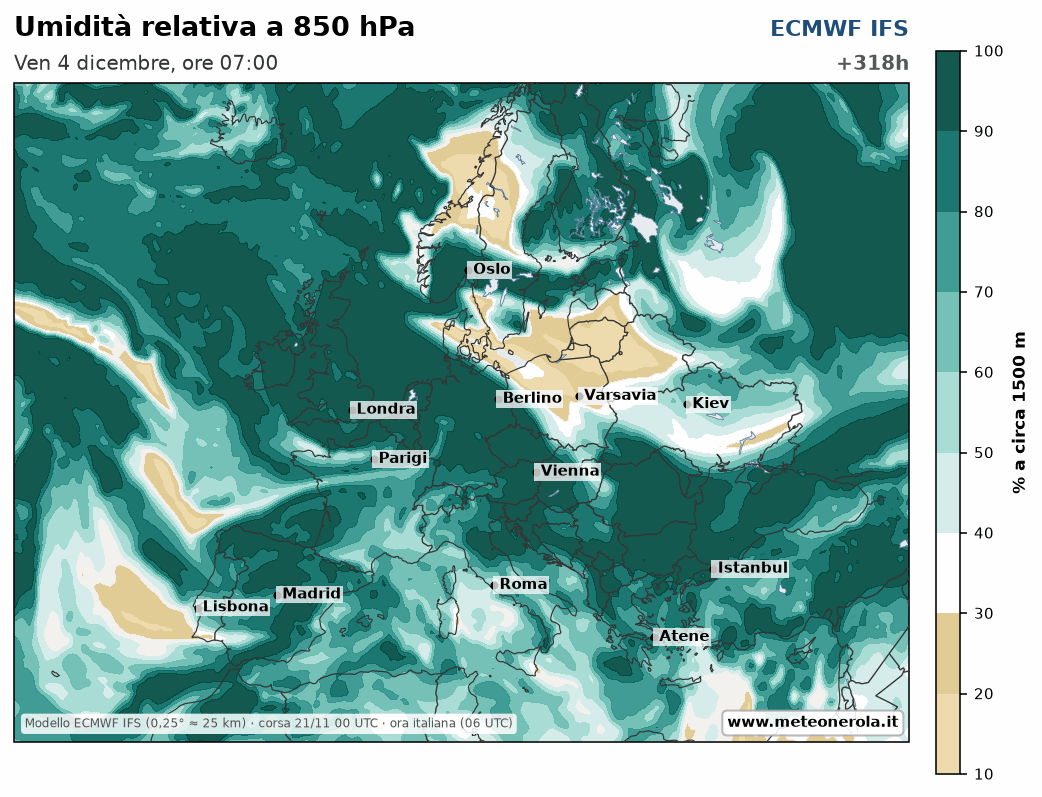 Umidità relativa a 850 hPa
ECMWF IFS
Ven 4 dicembre, ore 07:00
+318h
100
90
80
70
60
50
40
30
20
10
% a circa 1500 m
Oslo
Berlino
Varsavia
Kiev
Londra
Parigi
Vienna
Istanbul
Roma
Madrid
Lisbona
Atene
Modello ECMWF IFS (0,25° ≈ 25 km) · corsa 21/11 00 UTC · ora italiana (06 UTC)
www.meteonerola.it